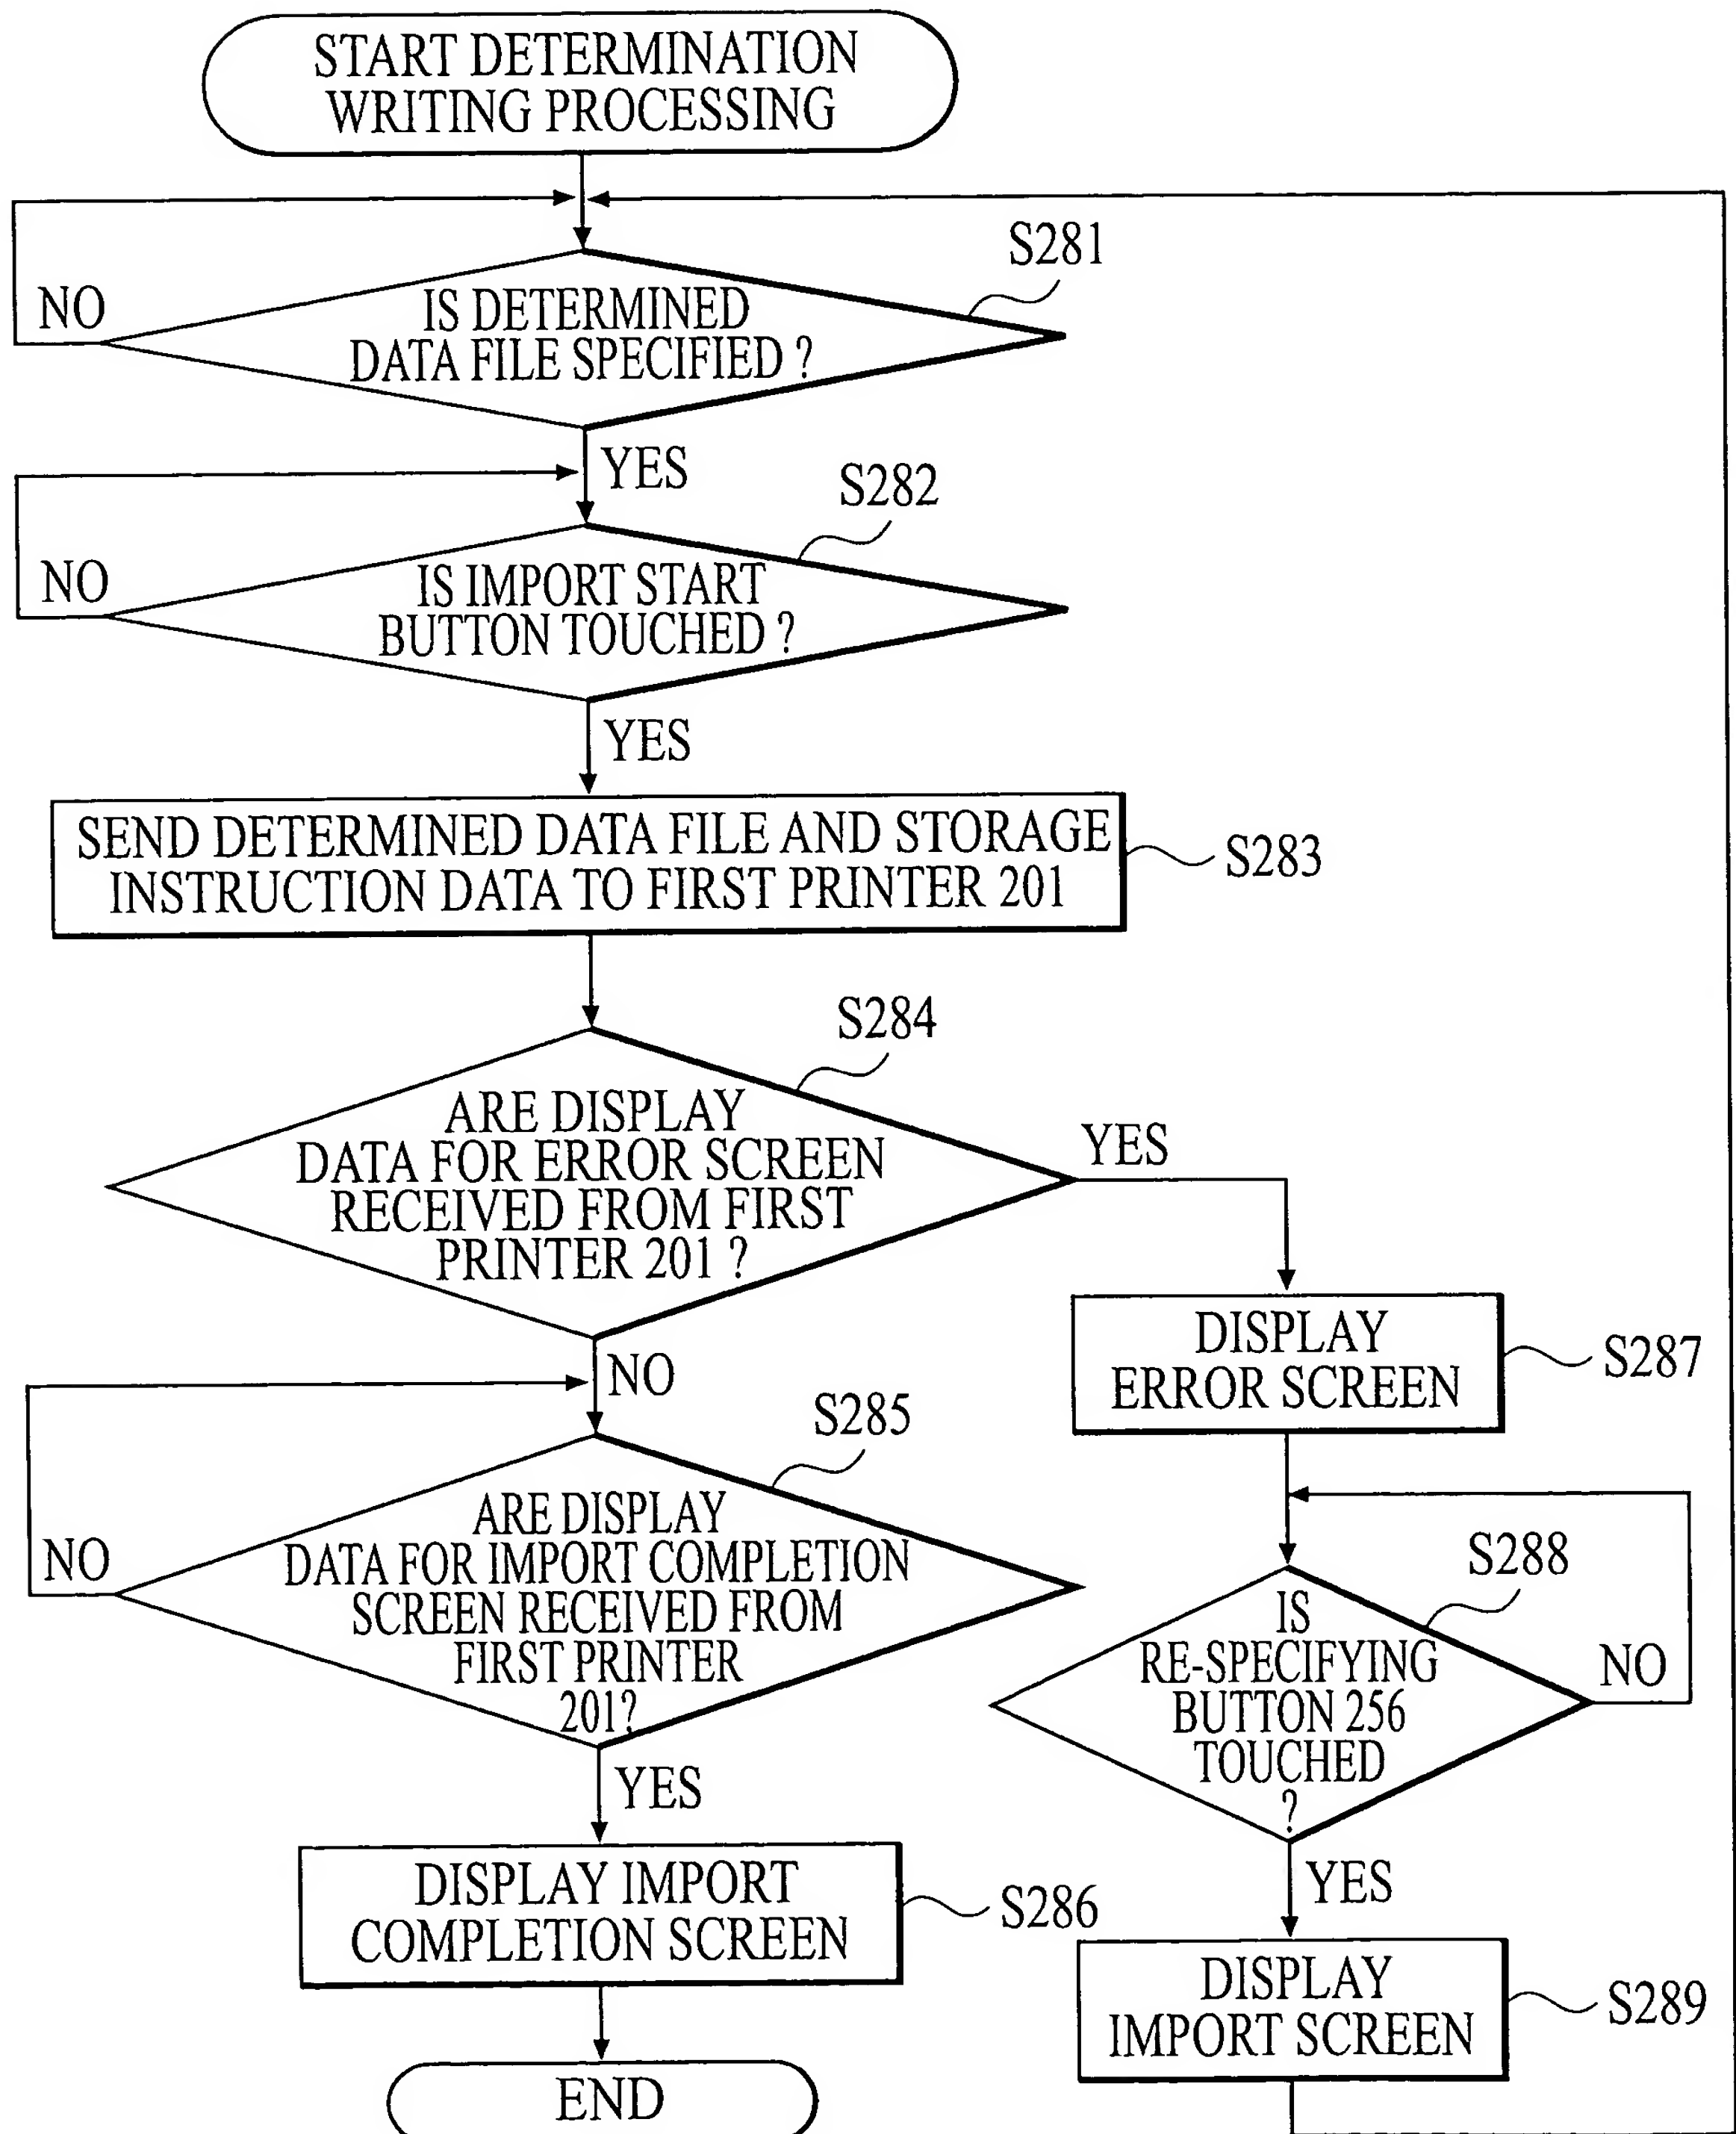 START DETERMINATION
WRITING PROCESSING
S281
NO
IS DETERMINED
DATA FILE SPECIFIED ?
YES
S282
NO
IS IMPORT START
BUTTON TOUCHED ?
YES
SEND DETERMINED DATA FILE AND STORAGE
INSTRUCTION DATA TO FIRST PRINTER 201
S283
S284
ARE DISPLAY
DATA FOR ERROR SCREEN
RECEIVED FROM FIRST
PRINTER 201 ?
YES
NO
DISPLAY
ERROR SCREEN
S287
S285
NO
ARE DISPLAY
DATA FOR IMPORT COMPLETION
SCREEN RECEIVED FROM
FIRST PRINTER
201?
S288
IS
RE-SPECIFYING
BUTTON 256
TOUCHED
?
NO
YES
YES
DISPLAY IMPORT
COMPLETION SCREEN
S286
DISPLAY
IMPORT SCREEN
S289
END